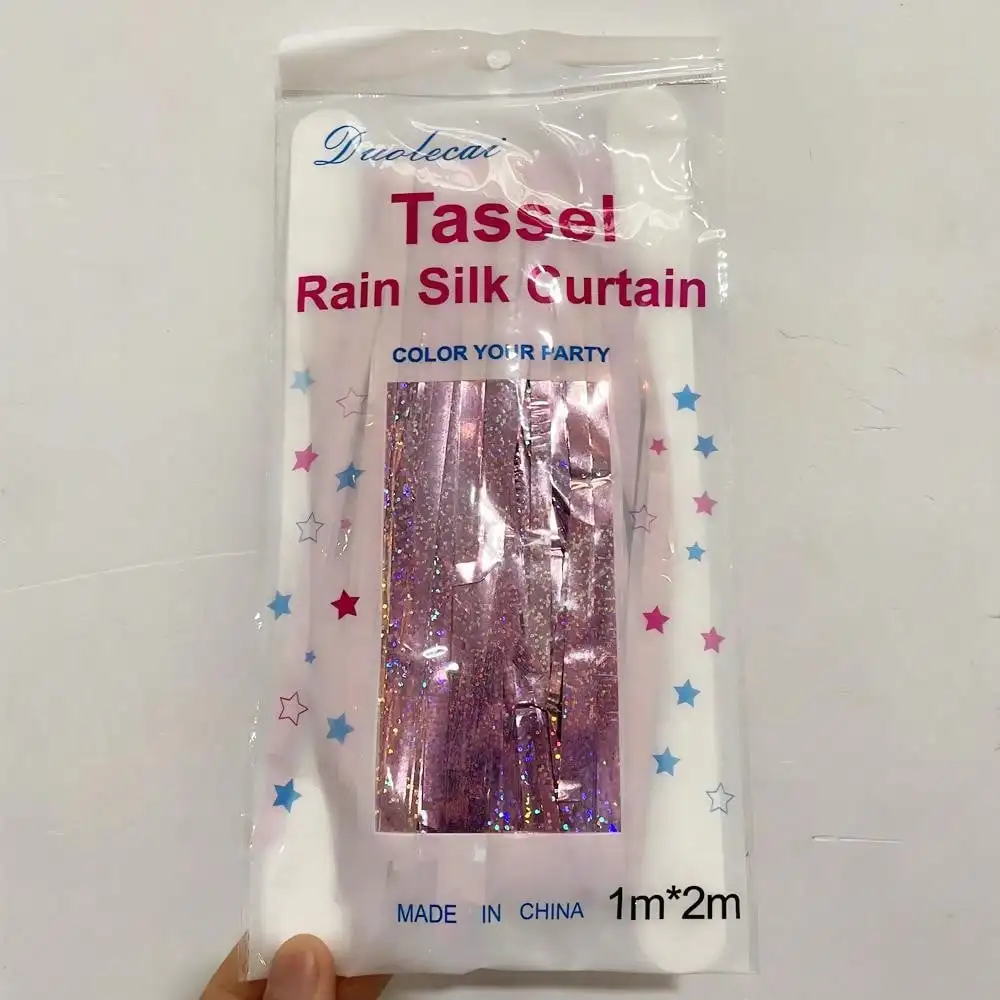 Duolecai
Tassel
Rain Silk Curtain
COLOR YOUR PARTY
MADE IN CHINA
1m*2m